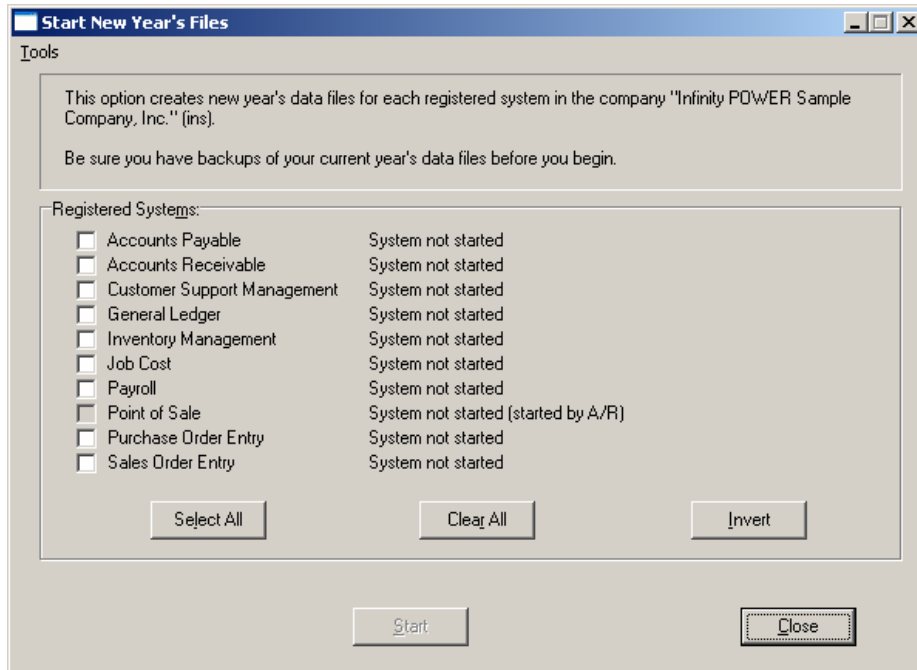 Start New Year's Files
Tools
This option creates new year's data files for each registered system in the company "Infinity POWER Sample
Company, Inc." (ins).
Be sure you have backups of your current year's data files before you begin.
Registered Systems:
Accounts Payable System not started
Accounts Receivable System not started
Customer Support Management System not started
General Ledger System not started
Inventory Management System not started
Job Cost System not started
Payroll System not started
Point of Sale System not started (started by A/R)
Purchase Order Entry System not started
Sales Order Entry System not started
Select All Clear All Invert
Start Close